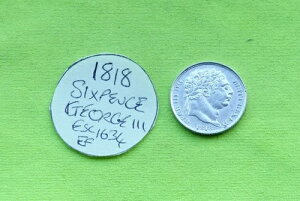 1818
SIXPENCE
GEORGE III
ESC1634
EF